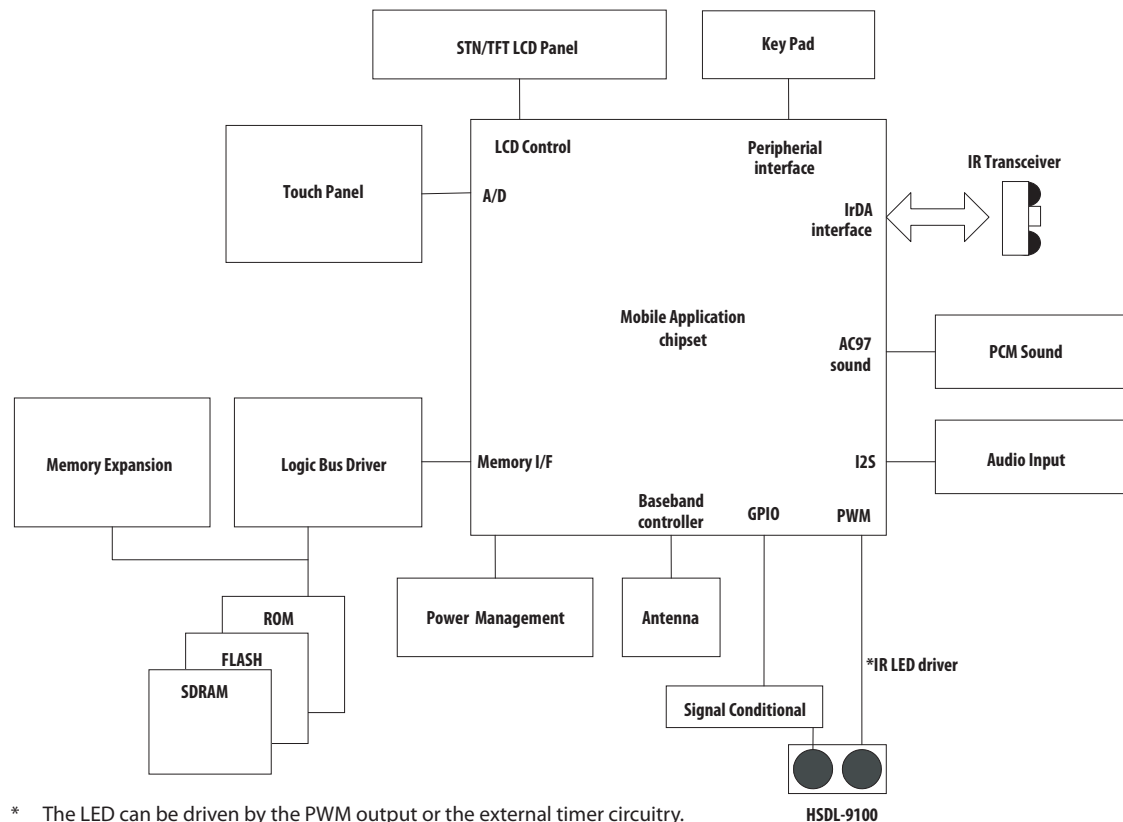 STN/TFT LCD Panel
Key Pad
LCD Control
Peripherial
interface
IR Transceiver
Touch Panel
A/D
IrDA
interface
Mobile Application
chipset
AC97
sound
PCM Sound
Memory Expansion
Logic Bus Driver
Memory I/F
I2S
Audio Input
Baseband
controller
GPIO
PWM
Power Management
Antenna
ROM
FLASH
SDRAM
*IR LED driver
Signal Conditional
HSDL-9100
* The LED can be driven by the PWM output or the external timer circuitry.